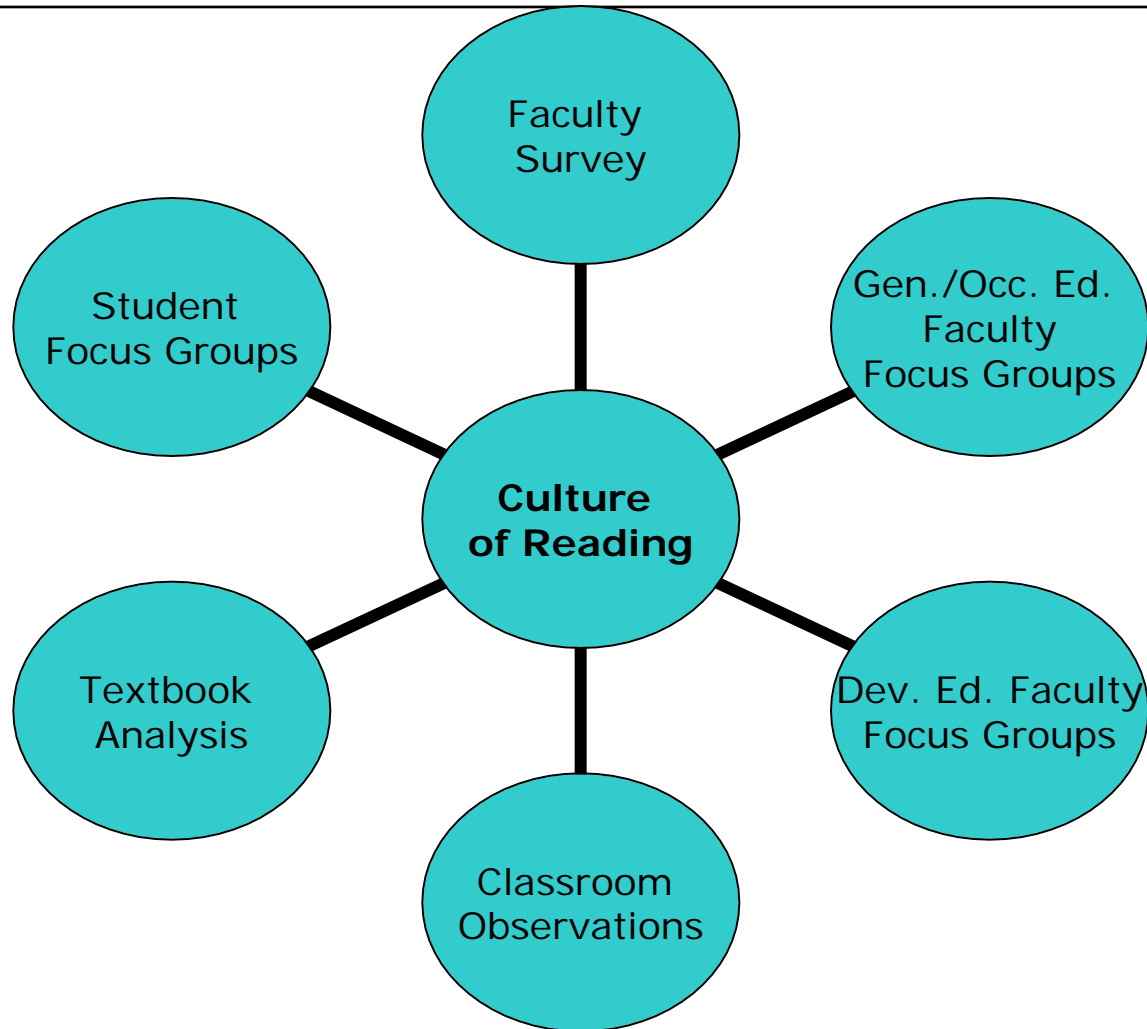 Faculty
Survey
Student
Focus Groups
Gen./Occ. Ed.
Faculty
Focus Groups
Culture
of Reading
Textbook
Analysis
Dev. Ed. Faculty
Focus Groups
Classroom
Observations